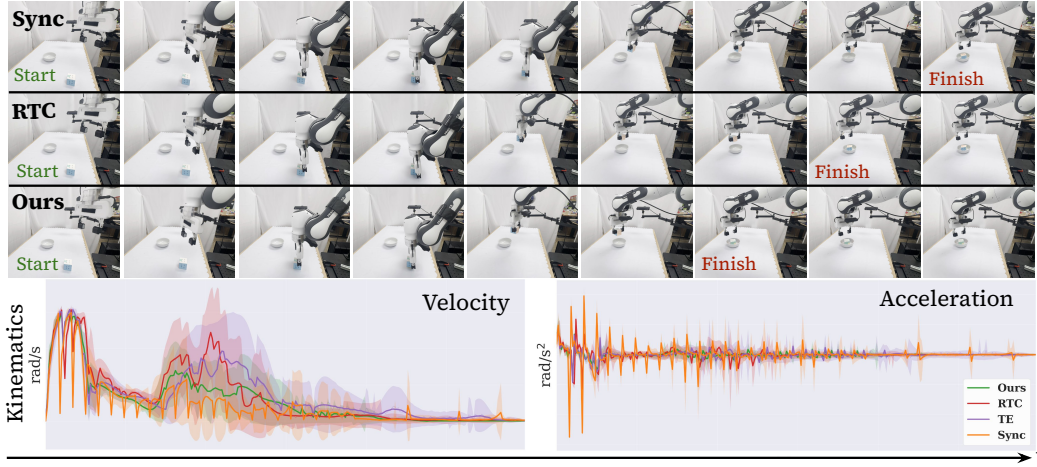 Sync
Start
Finish
RTC
Start
Finish
Ours
Start
Finish
Kinematics
rad/s
Velocity
rad/s²
Acceleration
Ours
RTC
TE
Sync